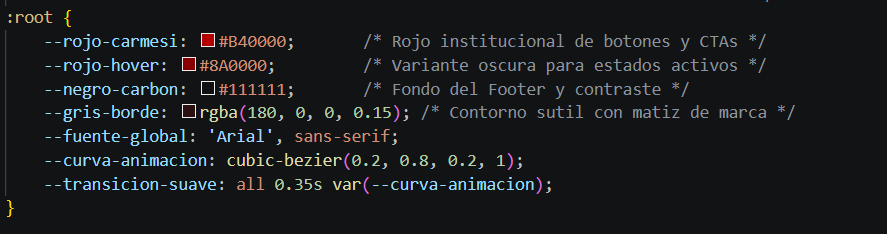 :root {
--rojo-carmesi: #B40000; /* Rojo institucional de botones y CTAs */
--rojo-hover: #8A0000; /* Variante oscura para estados activos */
--negro-carbon: #111111; /* Fondo del Footer y contraste */
--gris-borde: rgba(180, 0, 0, 0.15); /* Contorno sutil con matiz de marca */
--fuente-global: 'Arial', sans-serif;
--curva-animacion: cubic-bezier(0.2, 0.8, 0.2, 1);
--transicion-suave: all 0.35s var(--curva-animacion);
}